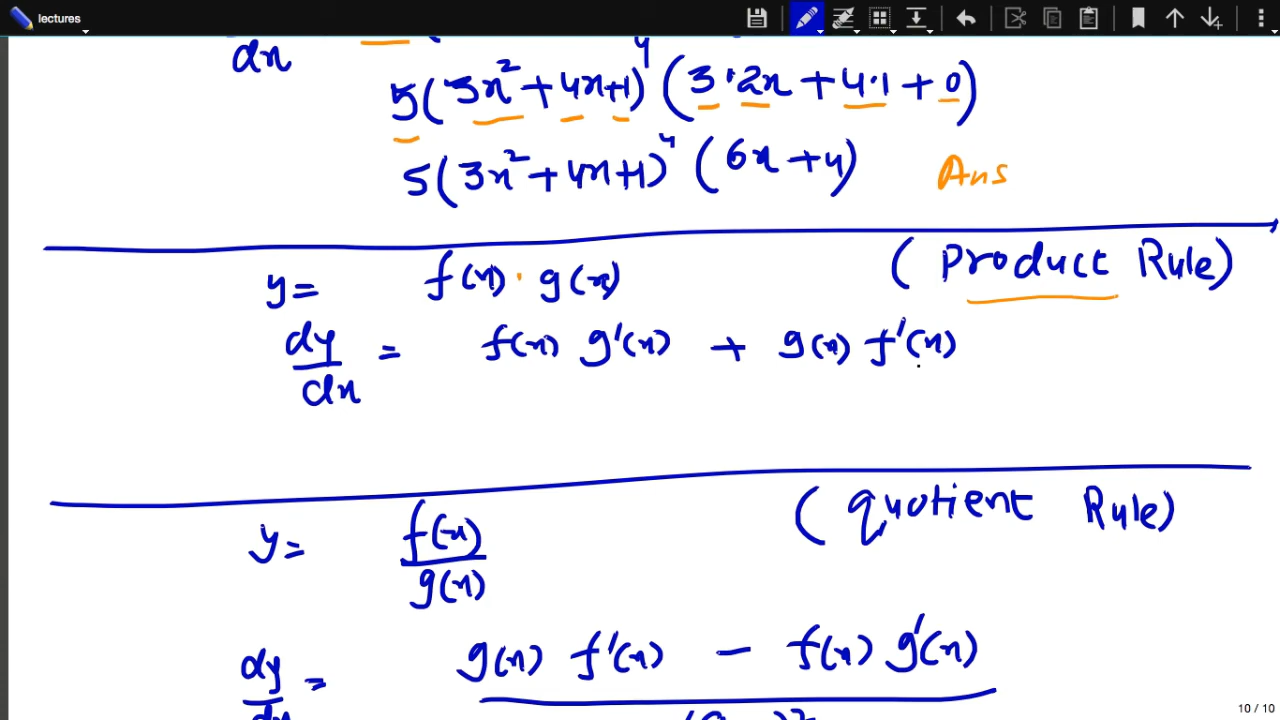 lectures
dx
5(3x²+4x+1)⁴(3·2x+4·1+0)
5(3x²+4x+1)⁴(6x+4) Ans
(Product Rule)
y= f(x)·g(x)
dy/dx = f(x) g'(x) + g(x) f'(x)
(quotient Rule)
y= f(x)/g(x)
dy/dx = g(x) f'(x) - f(x) g'(x)
10 / 10